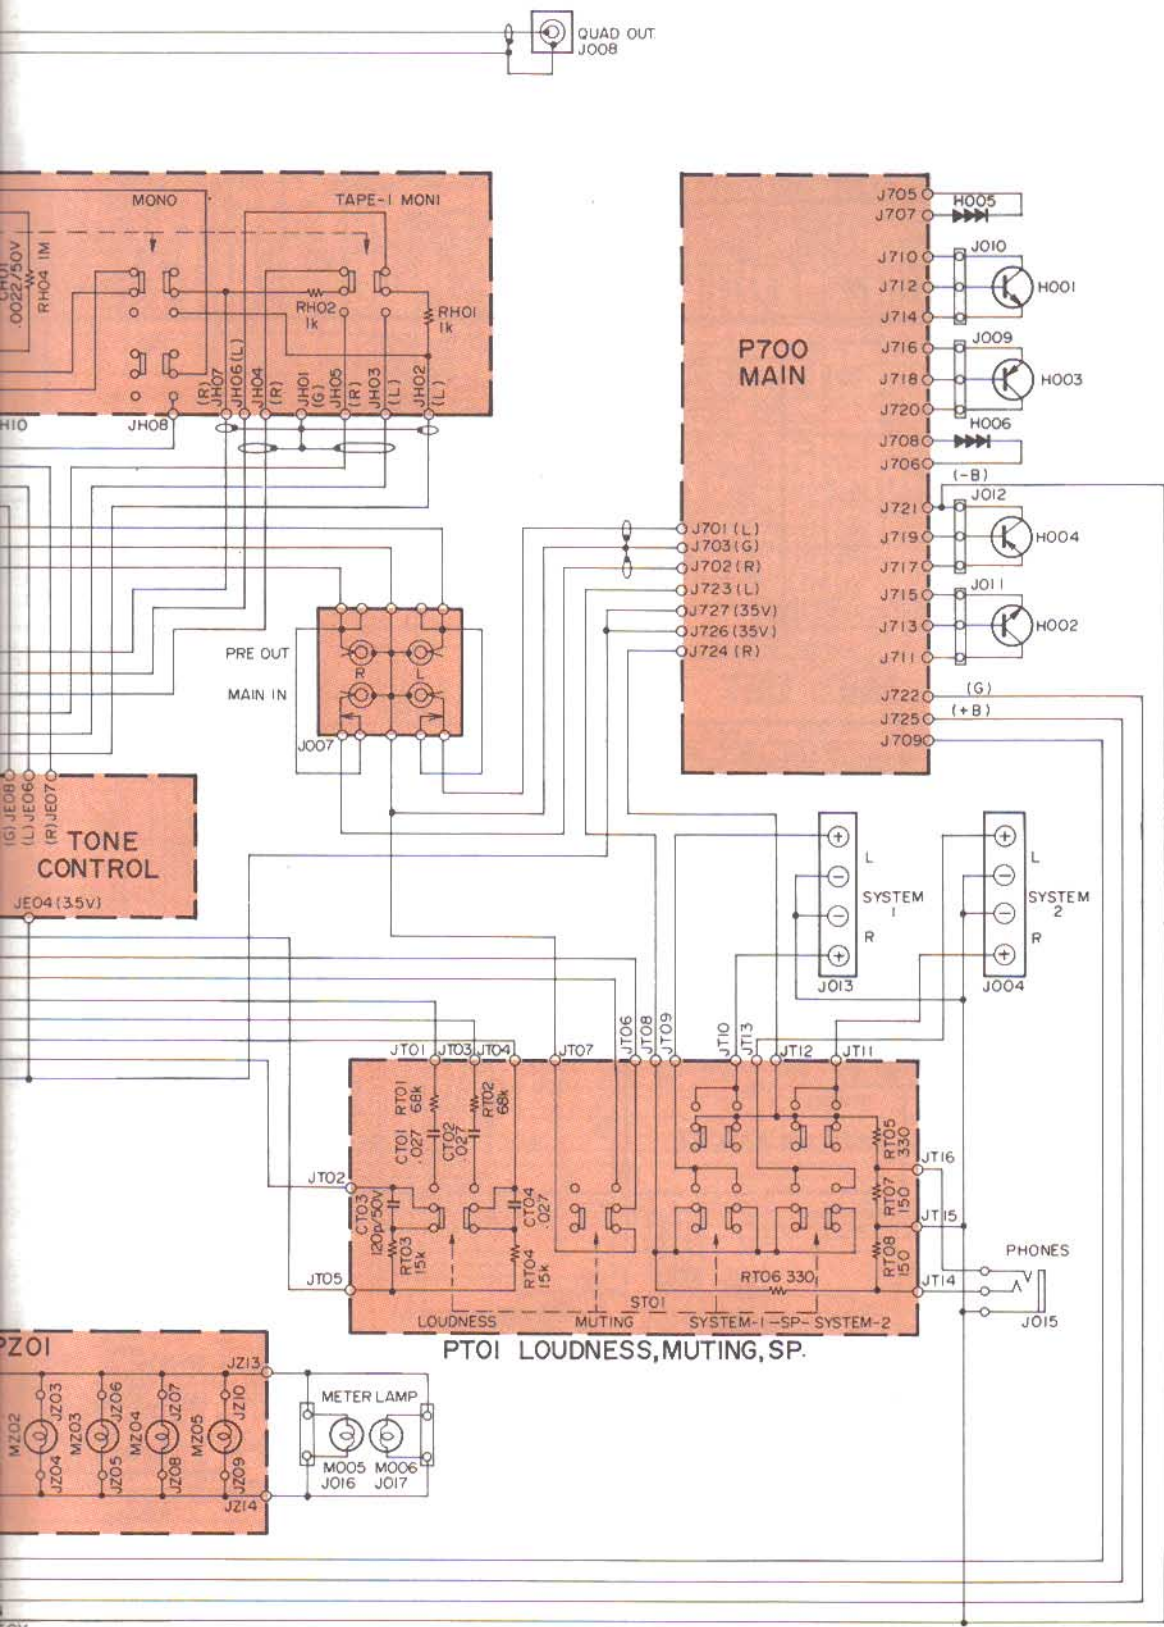 QUAD OUT
J008
MONO
TAPE-1 MONI
.0022/50V
RH04 1M
RH02
1k
RH01
1k
(R)
JH07
JH06(L)
JH04
(R)
JH01
(G)
JH05
(R)
JH03
(L)
JH02
(L)
JH08
P700
MAIN
J705
J707
H005
J710
J712
J714
J010
H001
J716
J718
J720
J009
H003
J708
J706
H006
(-B)
J721
J719
J717
J012
H004
J715
J713
J711
J011
H002
J722
(G)
J725
(+B)
J709
J701(L)
J703(G)
J702(R)
J723(L)
J727(35V)
J726(35V)
J724(R)
PRE OUT
R
L
MAIN IN
J007
(G)JE08
(L)JE06
(R)JE07
TONE
CONTROL
JE04(35V)
L
SYSTEM
1
R
J013
L
SYSTEM
2
R
J004
JT01
JT03
JT04
JT07
JT06
JT08
JT09
JT10
JT13
JT12
JT11
RT01
68k
RT02
68k
CT01
.027
CT02
.027
JT02
CT03
120p/50V
CT04
.027
RT03
15k
RT04
15k
JT05
RT05
330
JT16
RT07
150
JT15
RT08
150
JT14
RT06 330
ST01
LOUDNESS
MUTING
SYSTEM-1-SP-SYSTEM-2
PT01 LOUDNESS,MUTING,SP.
PHONES
J015
PZ01
JZ13
MZ02
JZ03
JZ04
MZ03
JZ06
JZ05
MZ04
JZ07
JZ08
MZ05
JZ10
JZ09
JZ14
METER LAMP
M005
J016
M006
J017